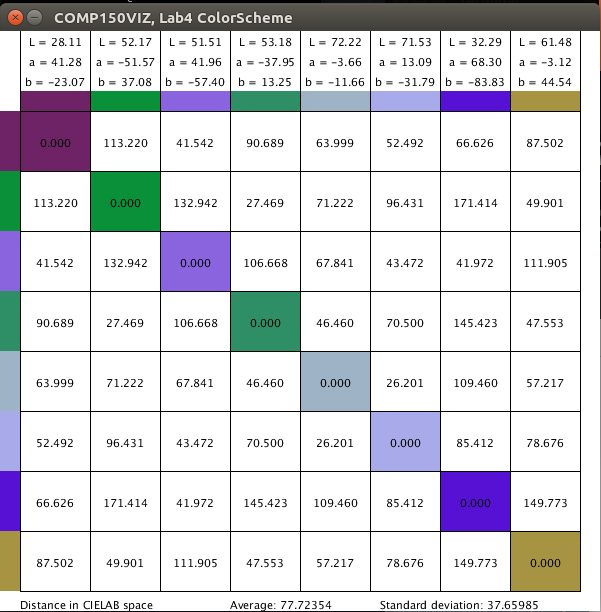 COMP150VIZ, Lab4 ColorScheme
L = 28.11 L = 52.17 L = 51.51 L = 53.18 L = 72.22 L = 71.53 L = 32.29 L = 61.48
a = 41.28 a = −51.57 a = 41.96 a = −37.95 a = −3.66 a = 13.09 a = 68.30 a = −3.12
b = −23.07 b = 37.08 b = −57.40 b = 13.25 b = −11.66 b = −31.79 b = −83.83 b = 44.54
0.000 113.220 41.542 90.689 63.999 52.492 66.626 87.502
113.220 0.000 132.942 27.469 71.222 96.431 171.414 49.901
41.542 132.942 0.000 106.668 67.841 43.472 41.972 111.905
90.689 27.469 106.668 0.000 46.460 70.500 145.423 47.553
63.999 71.222 67.841 46.460 0.000 26.201 109.460 57.217
52.492 96.431 43.472 70.500 26.201 0.000 85.412 78.676
66.626 171.414 41.972 145.423 109.460 85.412 0.000 149.773
87.502 49.901 111.905 47.553 57.217 78.676 149.773 0.000
Distance in CIELAB space Average: 77.72354 Standard deviation: 37.65985